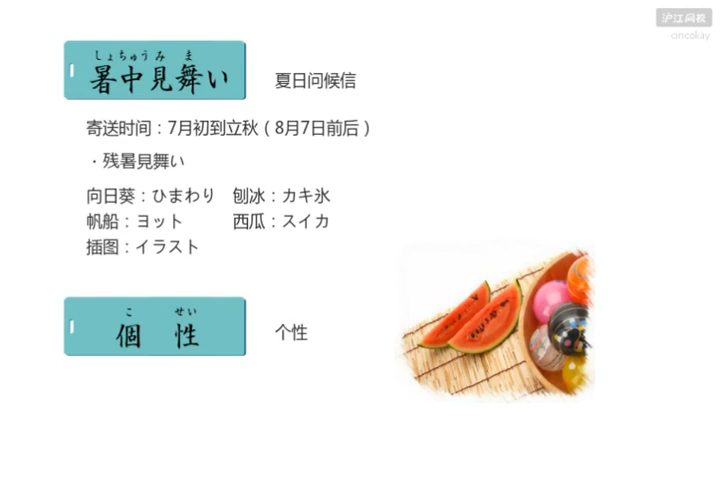 沪江网校
cincokay
しょちゅうみ ま
暑中見舞い 夏日问候信
寄送时间：7月初到立秋（8月7日前后）
・残暑見舞い
向日葵：ひまわり 刨冰：カキ氷
帆船：ヨット 西瓜：スイカ
插图：イラスト
こ せい
個 性 个性